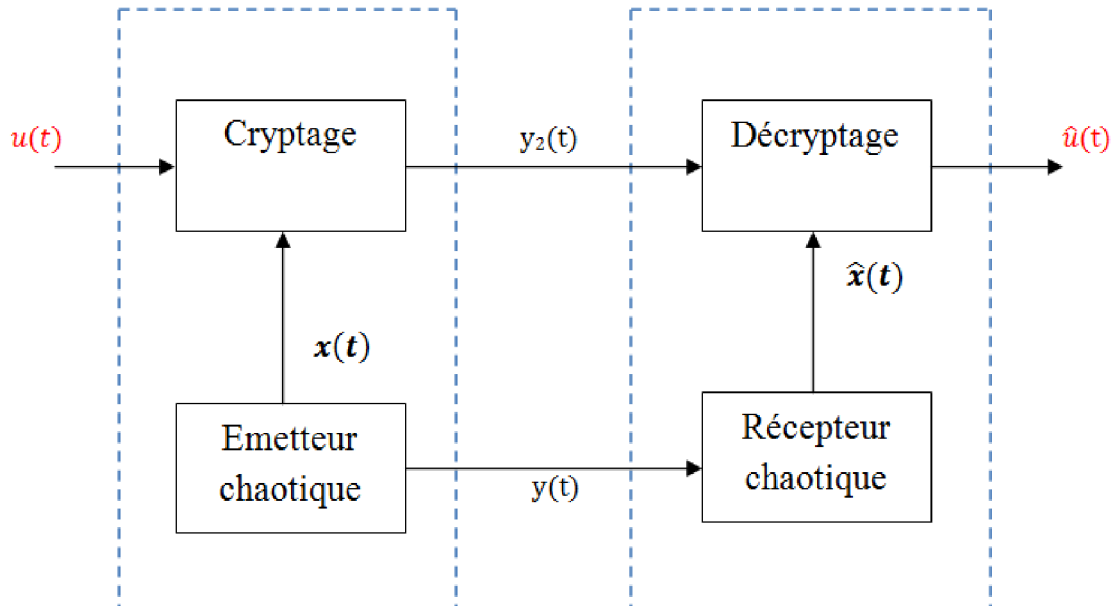 u(t)
Cryptage
y₂(t)
Décryptage
û(t)
x(t)
x̂(t)
Emetteur
chaotique
y(t)
Récepteur
chaotique